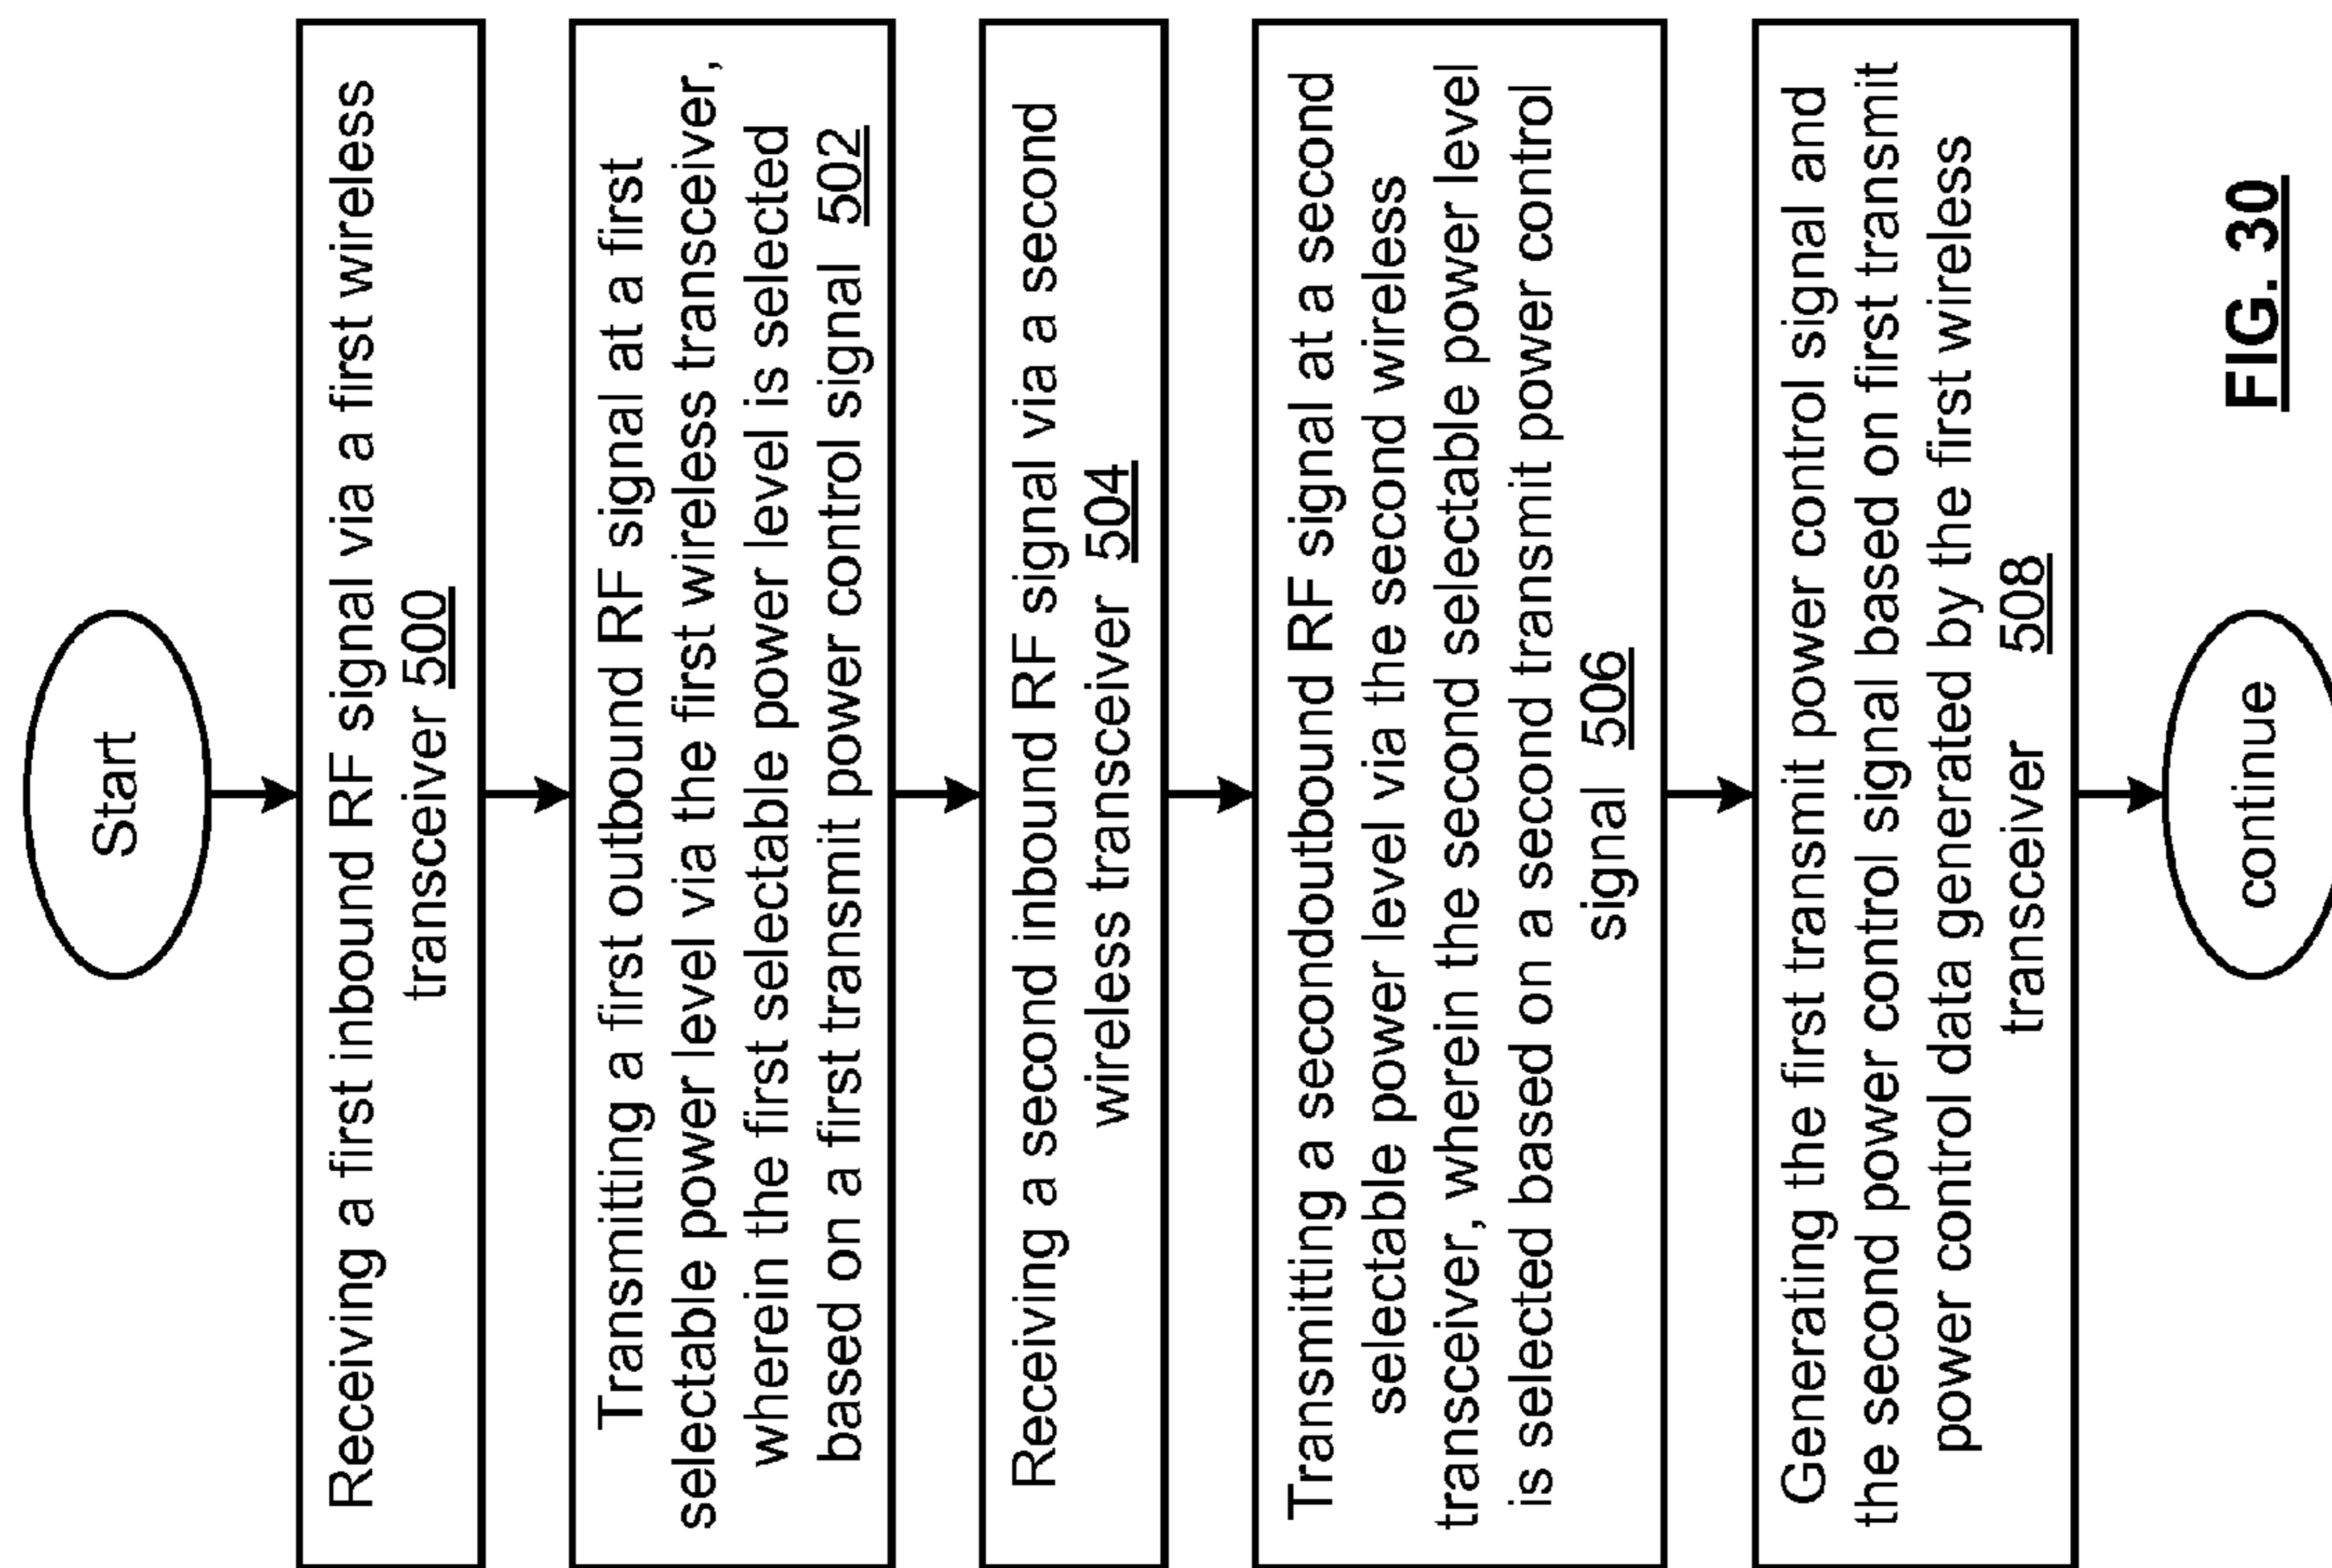 Start
Receiving a first inbound RF signal via a first wireless
transceiver 500
Transmitting a first outbound RF signal at a first
selectable power level via the first wireless transceiver,
wherein the first selectable power level is selected
based on a first transmit power control signal 502
Receiving a second inbound RF signal via a second
wireless transceiver 504
Transmitting a secondoutbound RF signal at a second
selectable power level via the second wireless
transceiver, wherein the second selectable power level
is selected based on a second transmit power control
signal 506
Generating the first transmit power control signal and
the second power control signal based on first transmit
power control data generated by the first wireless
transceiver 508
continue
FIG. 30